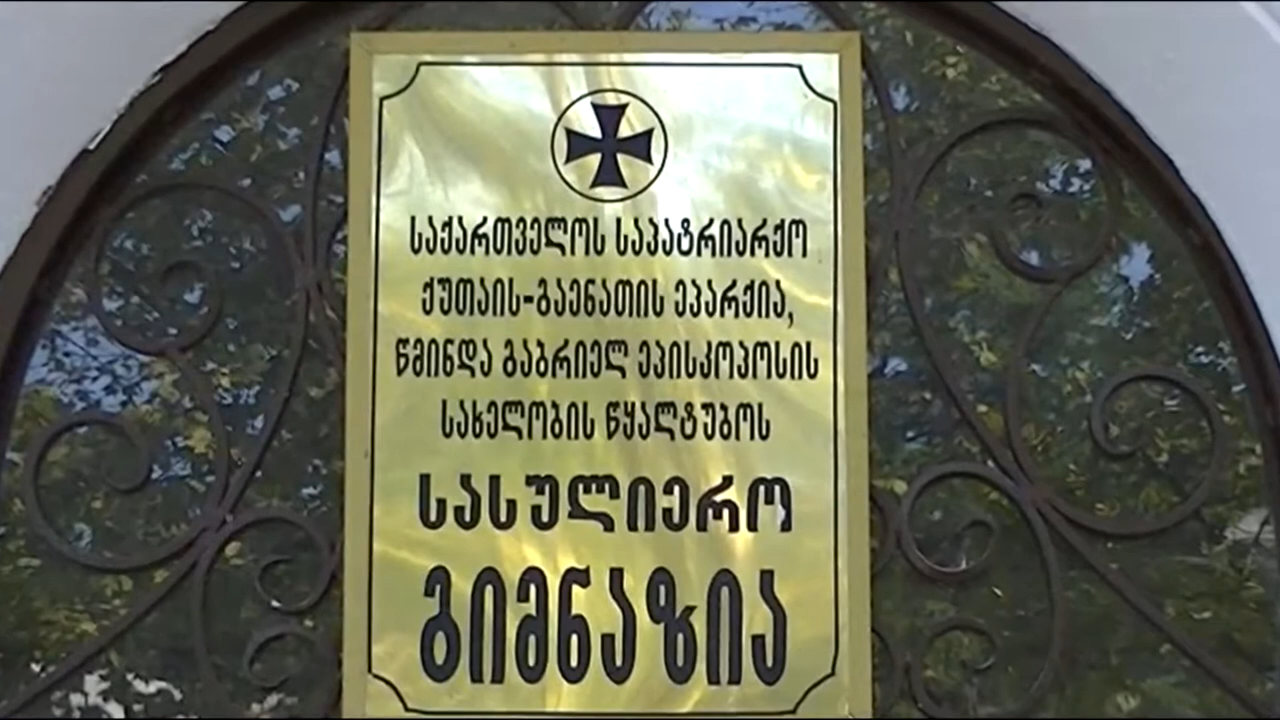 საქართველოს საპატრიარქო
ქუთაის-გაენათის ეპარქია,
წმინდა გაბრიელ ეპისკოპოსის
სახელობის წყალტუბოს
სასულიერო
გიმნაზია